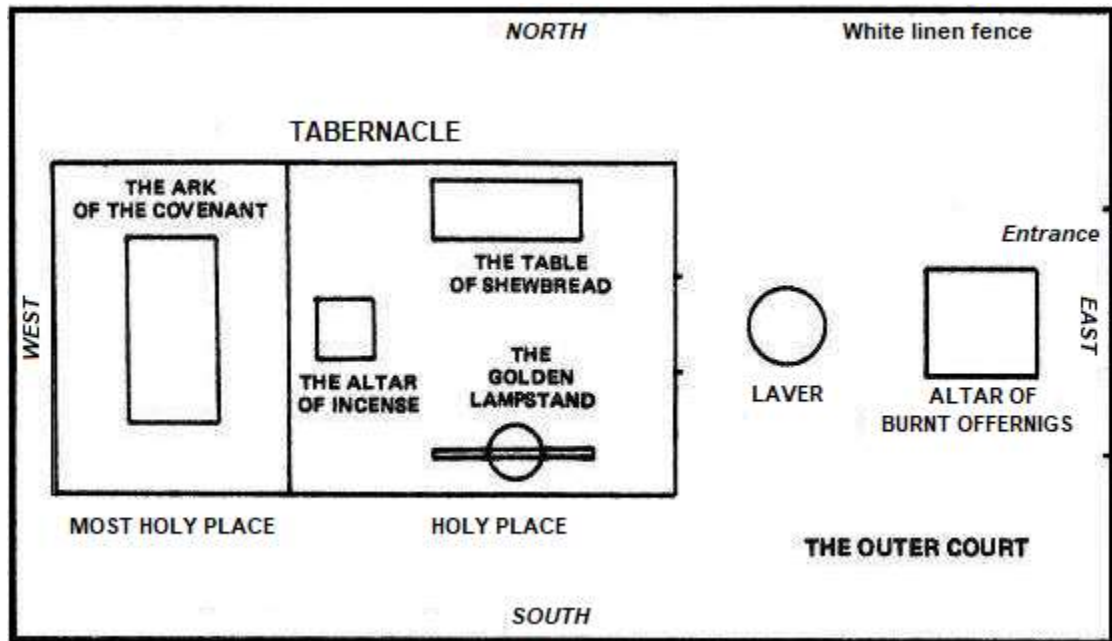 NORTH
White linen fence
TABERNACLE
THE ARK
OF THE COVENANT
THE TABLE
OF SHEWBREAD
Entrance
WEST
EAST
THE ALTAR
OF INCENSE
THE
GOLDEN
LAMPSTAND
LAVER
ALTAR OF
BURNT OFFERNIGS
MOST HOLY PLACE
HOLY PLACE
THE OUTER COURT
SOUTH